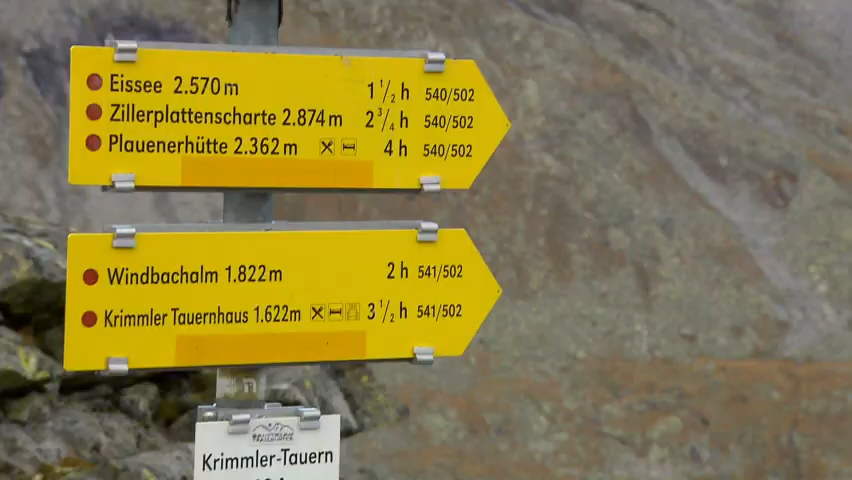 Eissee 2.570 m 1 1/2 h 540/502
Zillerplattenscharte 2.874 m 2 3/4 h 540/502
Plauenerhütte 2.362 m 4 h 540/502
Windbachalm 1.822 m 2 h 541/502
Krimmler Tauernhaus 1.622m 3 1/2 h 541/502
Krimmler-Tauern